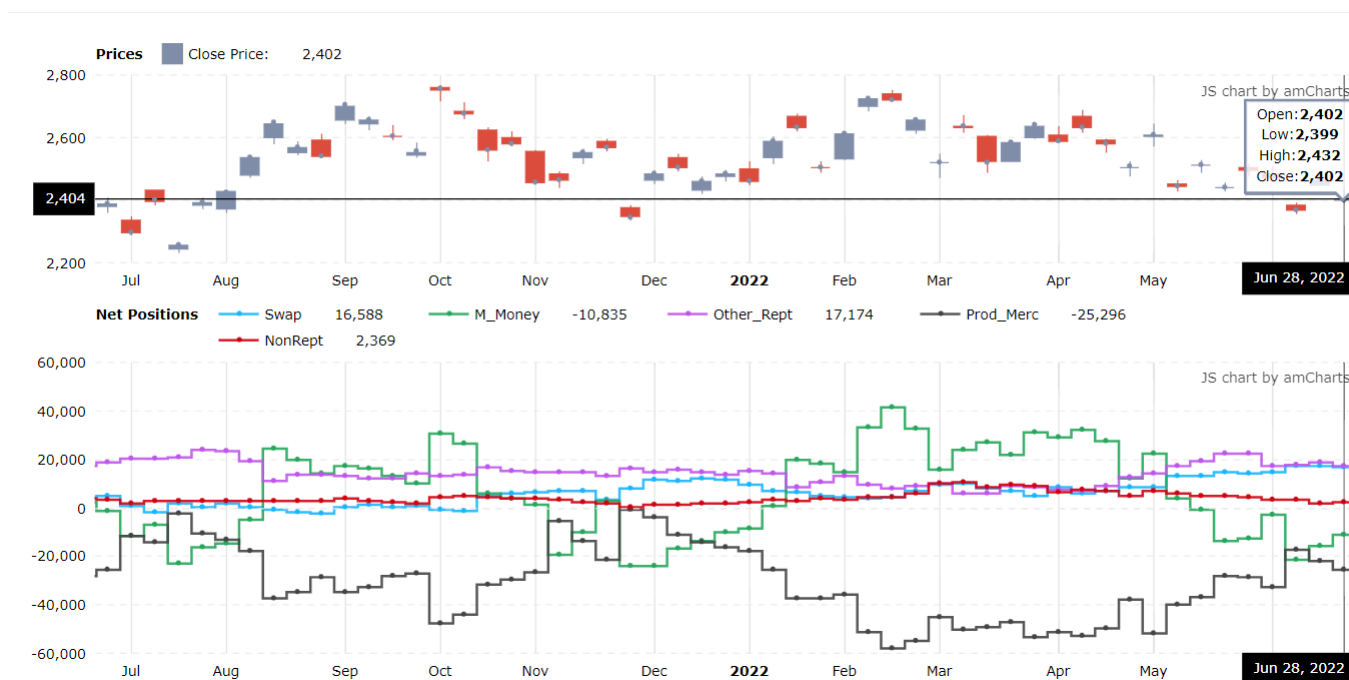 Prices Close Price: 2,402
2,800
JS chart by amCharts
Open:2,402
Low:2,399
High:2,432
Close:2,402
2,600
2,404
2,200
Jul Aug Sep Oct Nov Dec 2022 Feb Mar Apr May Jun 28, 2022
Net Positions Swap 16,588 M_Money -10,835 Other_Rept 17,174 Prod_Merc -25,296
NonRept 2,369
60,000
JS chart by amCharts
40,000
20,000
0
-20,000
-40,000
-60,000
Jul Aug Sep Oct Nov Dec 2022 Feb Mar Apr May Jun 28, 2022